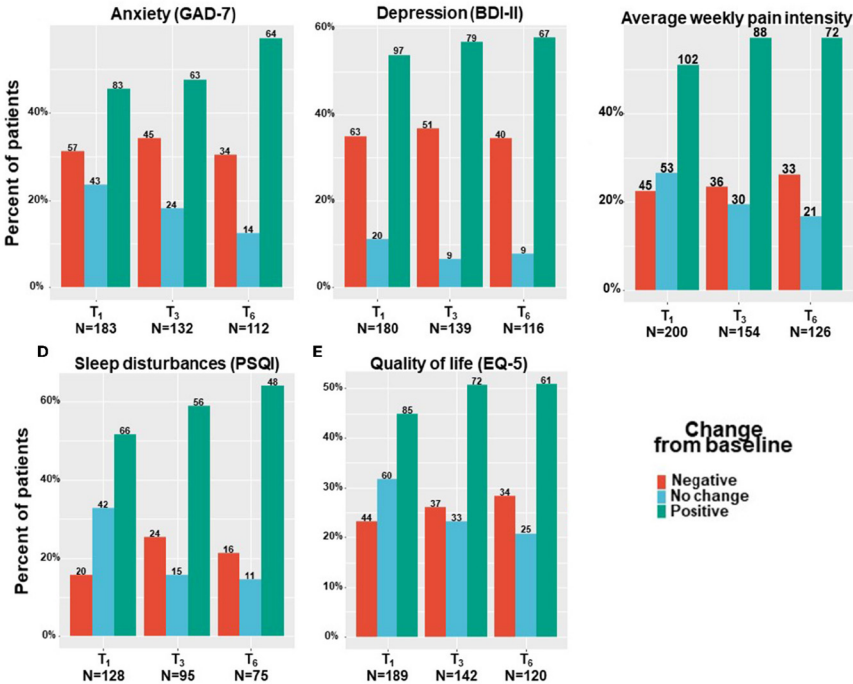 Anxiety (GAD-7)
Depression (BDI-II)
Average weekly pain intensity
Percent of patients
40%
20%
0%
57
43
83
45
24
63
34
14
64
T1
N=183
T3
N=132
T6
N=112
60%
40%
20%
0%
63
20
97
51
9
79
40
9
67
T1
N=180
T3
N=139
T6
N=116
40%
20%
0%
45
53
102
36
30
88
33
21
72
T1
N=200
T3
N=154
T6
N=126
D
Sleep disturbances (PSQI)
Percent of patients
60%
40%
20%
0%
20
42
66
24
15
56
16
11
48
T1
N=128
T3
N=95
T6
N=75
E
Quality of life (EQ-5)
50%
40%
30%
20%
10%
0%
44
60
85
37
33
72
34
25
61
T1
N=189
T3
N=142
T6
N=120
Change
from baseline
Negative
No change
Positive